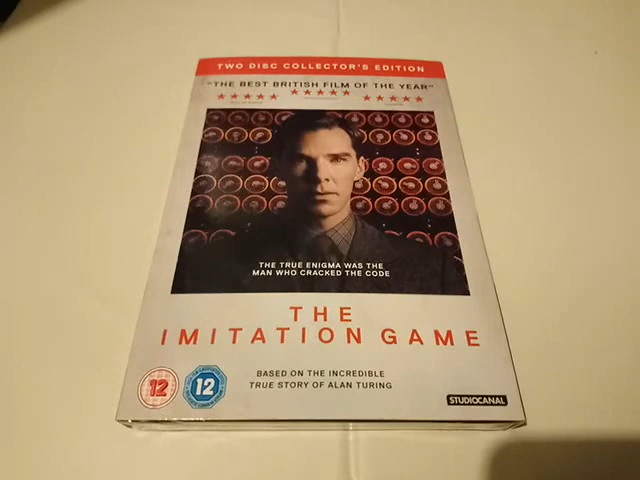 TWO DISC COLLECTOR'S EDITION
"THE BEST BRITISH FILM OF THE YEAR"
THE TRUE ENIGMA WAS THE
MAN WHO CRACKED THE CODE
THE
IMITATION GAME
12
12
BASED ON THE INCREDIBLE
TRUE STORY OF ALAN TURING
STUDIOCANAL